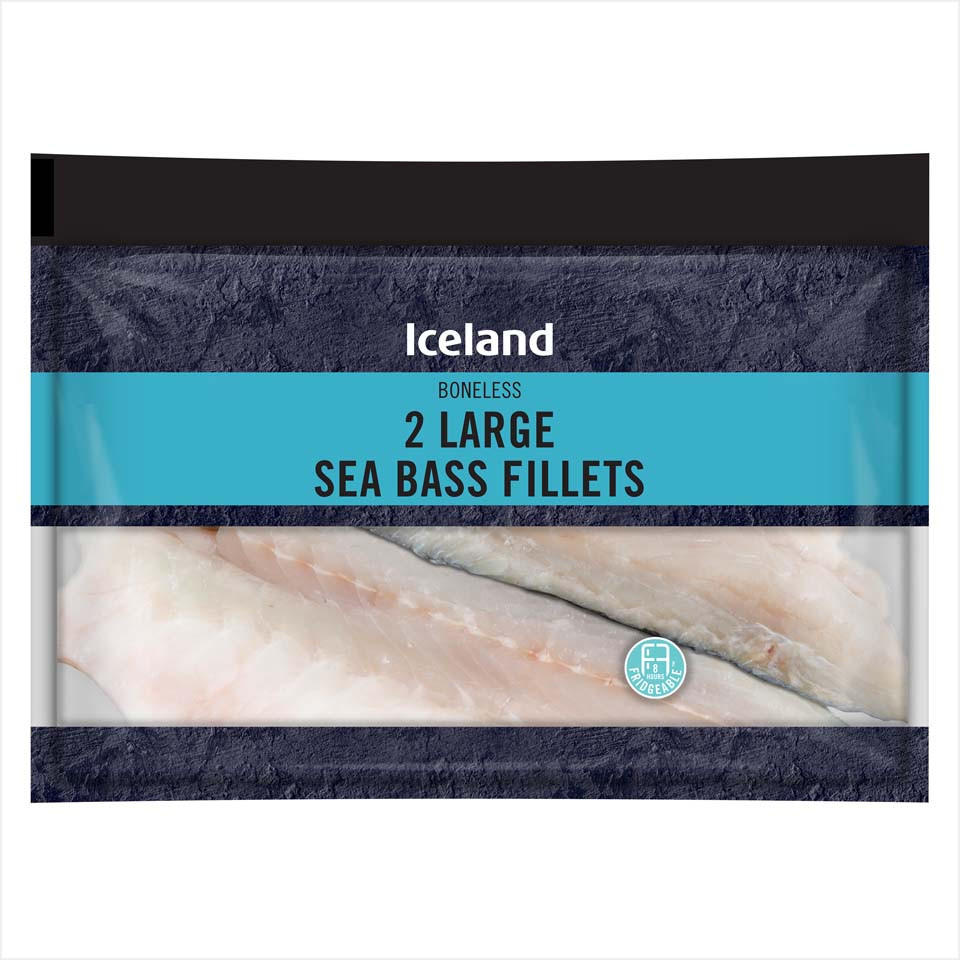 Iceland
BONELESS
2 LARGE
SEA BASS FILLETS
8
HOURS
FRIDGEABLE